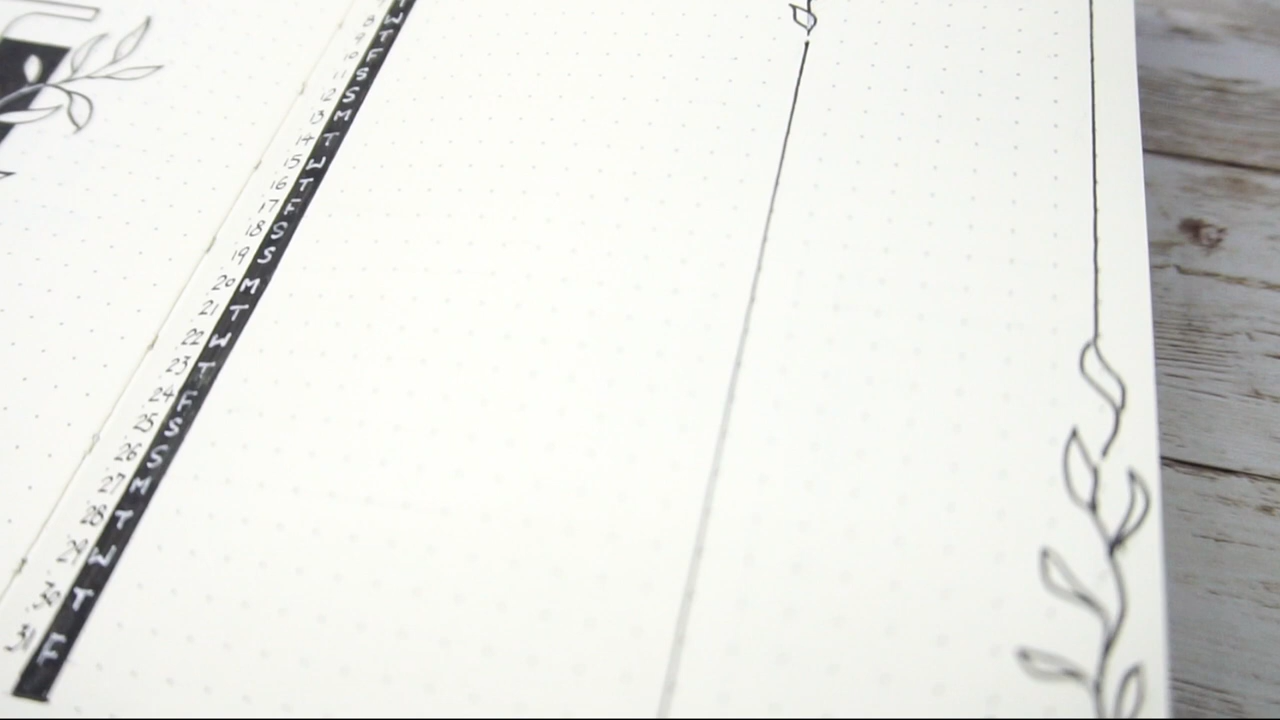 8 W
9 T
10 F
11 S
12 S
13 M
14 T
15 W
16 T
17 F
18 S
19 S
20 M
21 T
22 W
23 T
24 F
25 S
26 S
27 M
28 T
29 W
30 T
31 F